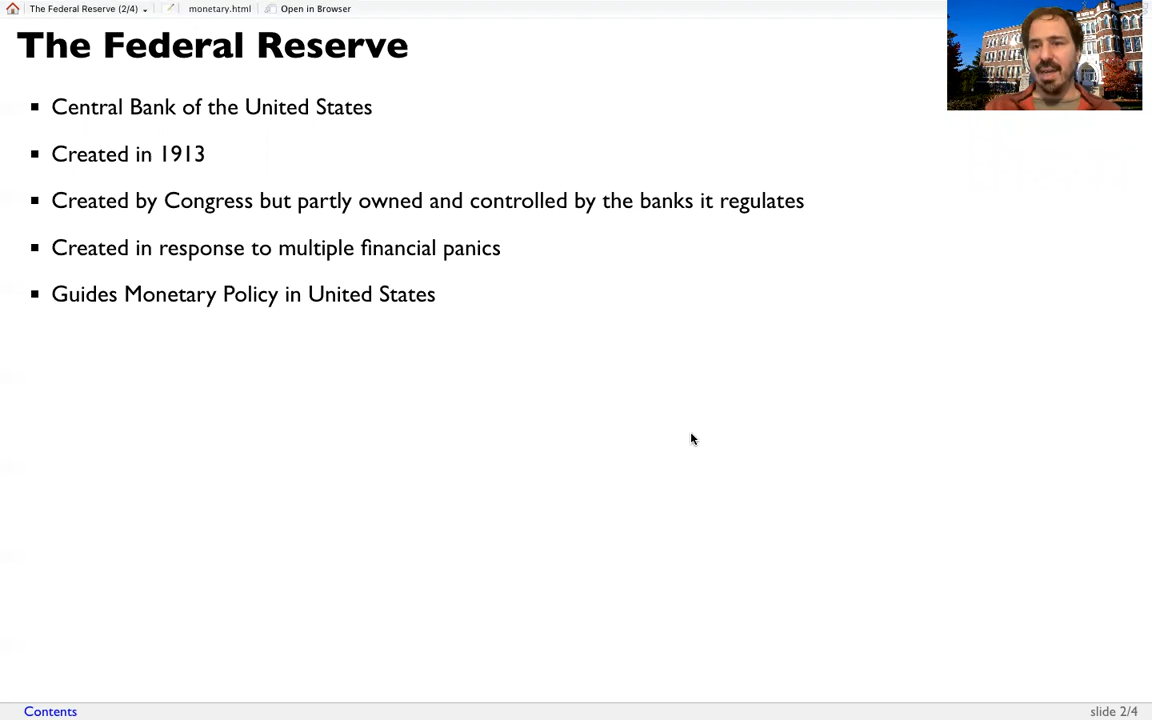 The Federal Reserve (2/4) monetary.html Open in Browser
The Federal Reserve
Central Bank of the United States
Created in 1913
Created by Congress but partly owned and controlled by the banks it regulates
Created in response to multiple financial panics
Guides Monetary Policy in United States
Contents slide 2/4